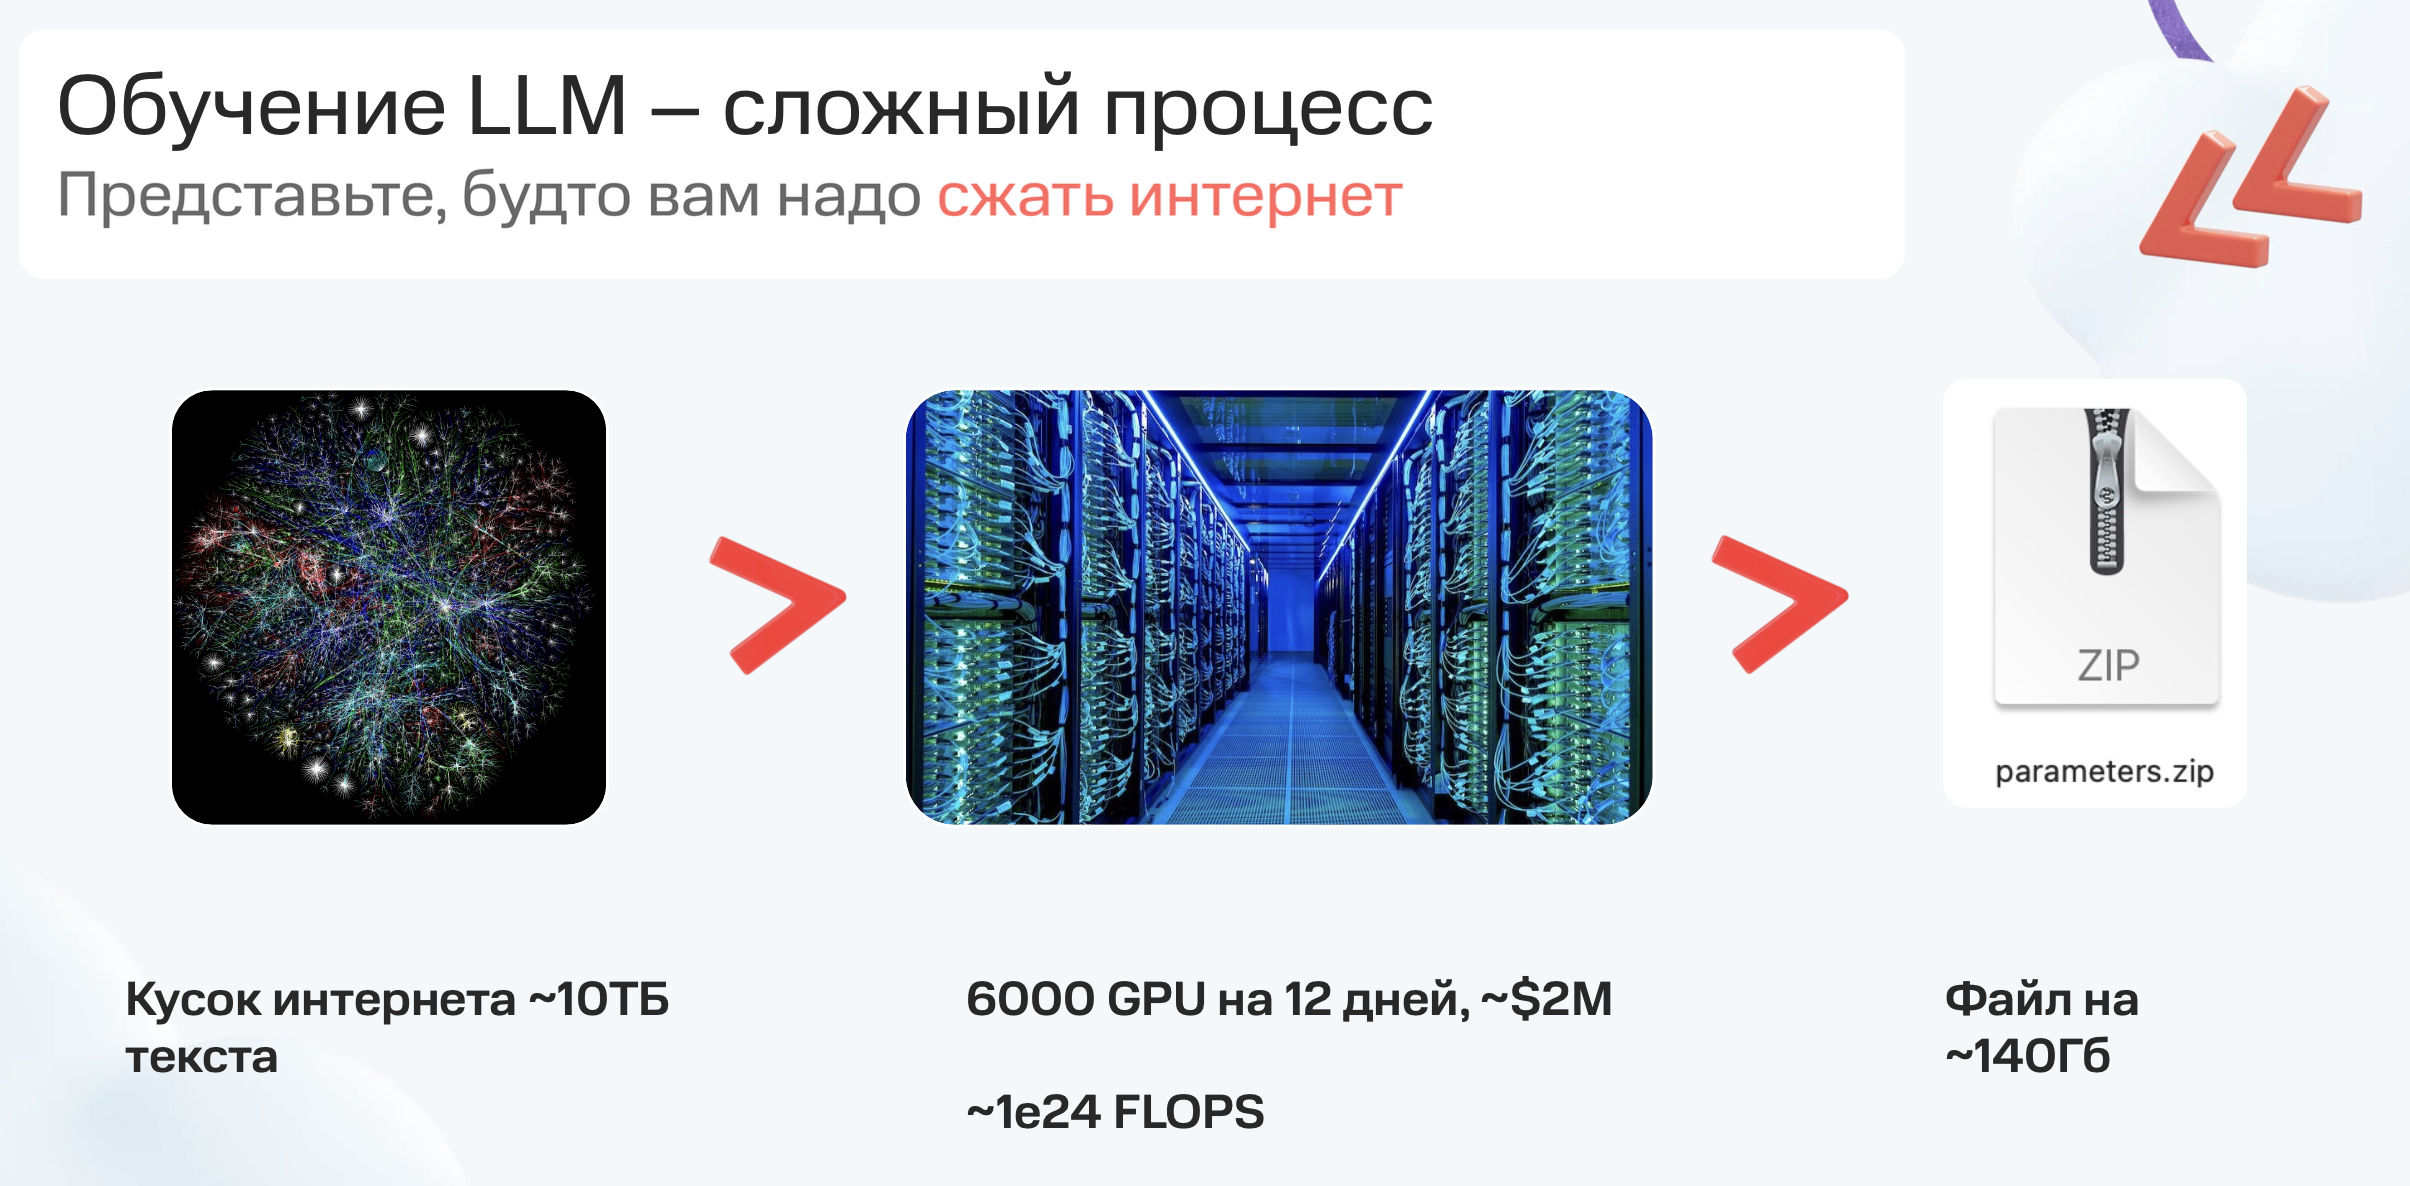 Обучение LLM – сложный процесс
Представьте, будто вам надо сжать интернет
ZIP
parameters.zip
Кусок интернета ~10ТБ
текста
6000 GPU на 12 дней, ~$2M
~1e24 FLOPS
Файл на
~140Гб